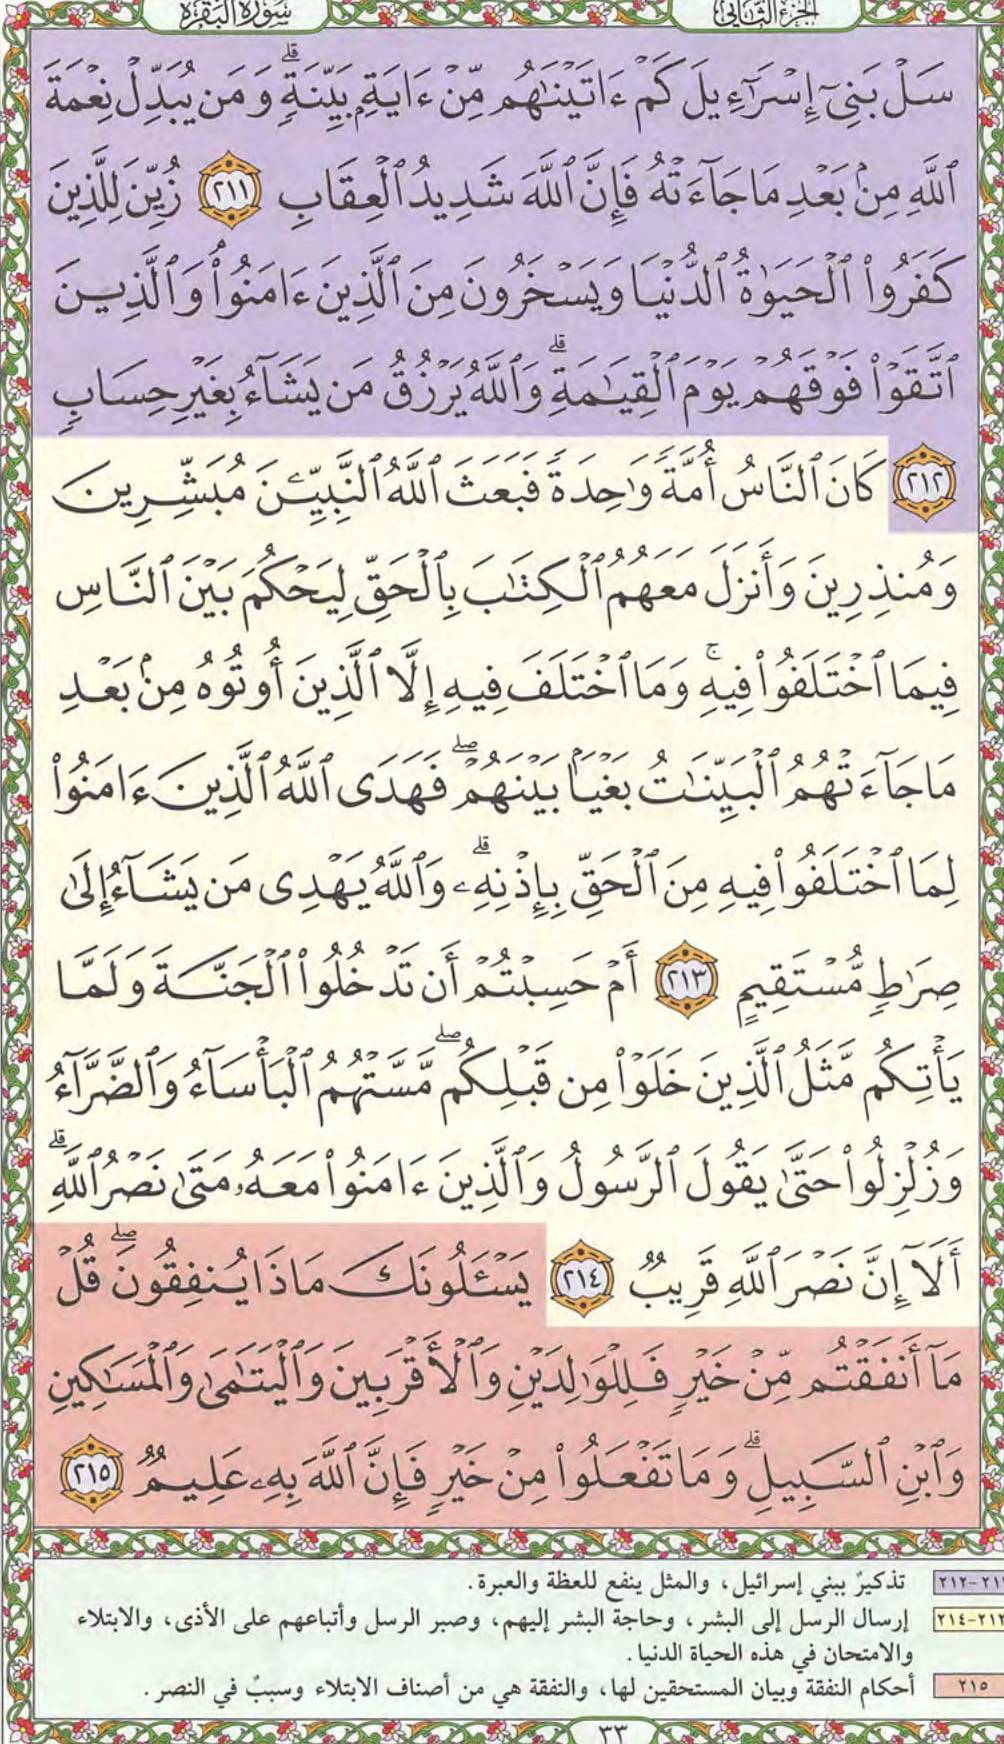 الجزء الثاني
سورة البقرة
سَلْ بَنِىٓ إِسْرَٰٓءِيلَ كَمْ ءَاتَيْنَٰهُم مِّنْ ءَايَةٍۭ بَيِّنَةٍۗ وَمَن يُبَدِّلْ نِعْمَةَ
ٱللَّهِ مِنۢ بَعْدِ مَا جَآءَتْهُ فَإِنَّ ٱللَّهَ شَدِيدُ ٱلْعِقَابِ ٢١١ زُيِّنَ لِلَّذِينَ
كَفَرُوا۟ ٱلْحَيَوٰةُ ٱلدُّنْيَا وَيَسْخَرُونَ مِنَ ٱلَّذِينَ ءَامَنُوا۟ۘ وَٱلَّذِينَ
ٱتَّقَوْا۟ فَوْقَهُمْ يَوْمَ ٱلْقِيَٰمَةِۗ وَٱللَّهُ يَرْزُقُ مَن يَشَآءُ بِغَيْرِ حِسَابٍ
٢١٢ كَانَ ٱلنَّاسُ أُمَّةً وَٰحِدَةً فَبَعَثَ ٱللَّهُ ٱلنَّبِيِّـۧنَ مُبَشِّرِينَ
وَمُنذِرِينَ وَأَنزَلَ مَعَهُمُ ٱلْكِتَٰبَ بِٱلْحَقِّ لِيَحْكُمَ بَيْنَ ٱلنَّاسِ
فِيمَا ٱخْتَلَفُوا۟ فِيهِۚ وَمَا ٱخْتَلَفَ فِيهِ إِلَّا ٱلَّذِينَ أُوتُوهُ مِنۢ بَعْدِ
مَا جَآءَتْهُمُ ٱلْبَيِّنَٰتُ بَغْيًۢا بَيْنَهُمْۖ فَهَدَى ٱللَّهُ ٱلَّذِينَ ءَامَنُوا۟
لِمَا ٱخْتَلَفُوا۟ فِيهِ مِنَ ٱلْحَقِّ بِإِذْنِهِۦۗ وَٱللَّهُ يَهْدِى مَن يَشَآءُ إِلَىٰ
صِرَٰطٍ مُّسْتَقِيمٍ ٢١٣ أَمْ حَسِبْتُمْ أَن تَدْخُلُوا۟ ٱلْجَنَّةَ وَلَمَّا
يَأْتِكُم مَّثَلُ ٱلَّذِينَ خَلَوْا۟ مِن قَبْلِكُمۖ مَّسَّتْهُمُ ٱلْبَأْسَآءُ وَٱلضَّرَّآءُ
وَزُلْزِلُوا۟ حَتَّىٰ يَقُولَ ٱلرَّسُولُ وَٱلَّذِينَ ءَامَنُوا۟ مَعَهُۥ مَتَىٰ نَصْرُ ٱللَّهِۗ
أَلَآ إِنَّ نَصْرَ ٱللَّهِ قَرِيبٌ ٢١٤ يَسْـَٔلُونَكَ مَاذَا يُنفِقُونَۖ قُلْ
مَآ أَنفَقْتُم مِّنْ خَيْرٍ فَلِلْوَٰلِدَيْنِ وَٱلْأَقْرَبِينَ وَٱلْيَتَٰمَىٰ وَٱلْمَسَٰكِينِ
وَٱبْنِ ٱلسَّبِيلِۗ وَمَا تَفْعَلُوا۟ مِنْ خَيْرٍ فَإِنَّ ٱللَّهَ بِهِۦ عَلِيمٌ ٢١٥
٢١١-٢١٢ تذكيرٌ ببني إسرائيل، والمثل ينفع للعظة والعبرة.
٢١٣-٢١٤ إرسال الرسل إلى البشر، وحاجة البشر إليهم، وصبر الرسل وأتباعهم على الأذى، والابتلاء
والامتحان في هذه الحياة الدنيا.
٢١٥ أحكام النفقة وبيان المستحقين لها، والنفقة هي من أصناف الابتلاء وسببٌ في النصر.
٣٣